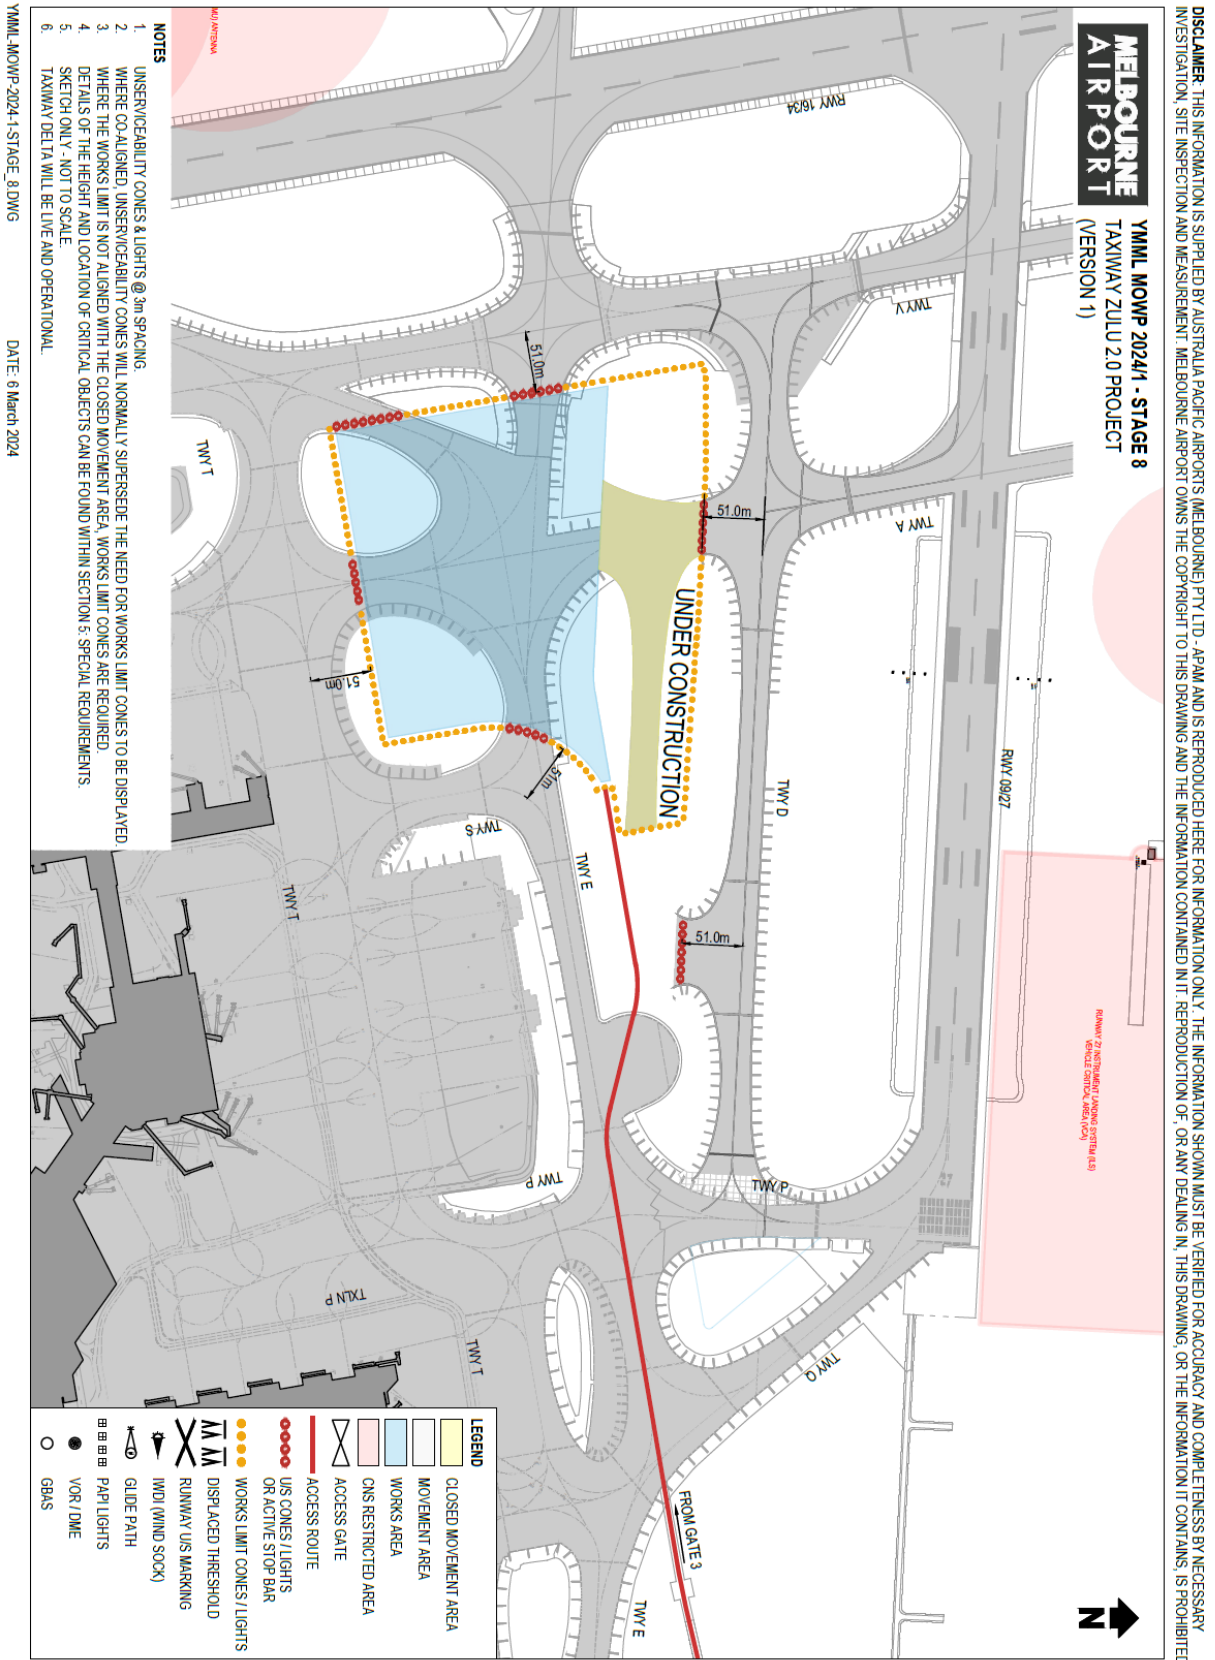 DISCLAIMER: THIS INFORMATION IS SUPPLIED BY AUSTRALIA PACIFIC AIRPORTS (MELBOURNE) PTY LTD - APAM AND IS REPRODUCED HERE FOR INFORMATION ONLY. THE INFORMATION SHOWN MUST BE VERIFIED FOR ACCURACY AND COMPLETENESS BY NECESSARY
INVESTIGATION, SITE INSPECTION AND MEASUREMENT. MELBOURNE AIRPORT OWNS THE COPYRIGHT TO THIS DRAWING AND THE INFORMATION CONTAINED IN IT. REPRODUCTION OF, OR ANY DEALING IN, THIS DRAWING, OR THE INFORMATION IT CONTAINS, IS PROHIBITED
MELBOURNE
AIRPORT
YMML MOWP 2024/1 - STAGE 8
TAXIWAY ZULU 2.0 PROJECT
(VERSION 1)
N
RUNWAY 27 INSTRUMENT LANDING SYSTEM (ILS)
VEHICLE CRITICAL AREA (VCA)
RWY 09/27
RWY 16/34
TWY V
TWY A
TWY D
TWY P
TWY Q
51.0m
51.0m
51.0m
51.0m
51m
UNDER CONSTRUCTION
TWY E
TWY S
TWY P
TWY T
TWY T
TWY T
TXLN P
FROM GATE 3
TWY E
MU) ANTENNA
LEGEND
CLOSED MOVEMENT AREA
MOVEMENT AREA
WORKS AREA
CNS RESTRICTED AREA
ACCESS GATE
ACCESS ROUTE
U/S CONES / LIGHTS
OR ACTIVE STOP BAR
WORKS LIMIT CONES / LIGHTS
DISPLACED THRESHOLD
RUNWAY U/S MARKING
IWDI (WIND SOCK)
GLIDE PATH
PAPI LIGHTS
VOR / DME
GBAS
NOTES
1. UNSERVICEABILITY CONES & LIGHTS @ 3m SPACING.
2. WHERE CO-ALIGNED, UNSERVICEABILITY CONES WILL NORMALLY SUPERSEDE THE NEED FOR WORKS LIMIT CONES TO BE DISPLAYED.
3. WHERE THE WORKS LIMIT IS NOT ALIGNED WITH THE CLOSED MOVEMENT AREA, WORKS LIMIT CONES ARE REQUIRED.
4. DETAILS OF THE HEIGHT AND LOCATION OF CRITICAL OBJECTS CAN BE FOUND WITHIN SECTION 5: SPECIAL REQUIREMENTS.
5. SKETCH ONLY - NOT TO SCALE.
6. TAXIWAY DELTA WILL BE LIVE AND OPERATIONAL.
YMML-MOWP-2024-1-STAGE_8.DWG
DATE: 6 March 2024